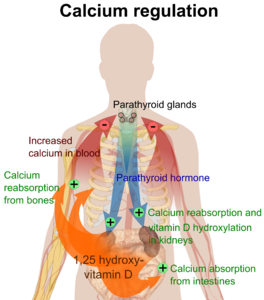 Calcium regulation
Parathyroid glands
-
-
Increased
calcium in blood
Parathyroid hormone
Calcium
reabsorption
from bones
+
+
+
Calcium reabsorption and
vitamin D hydroxylation
in kidneys
1,25 hydroxy-
vitamin D
+
Calcium absorption
from intestines